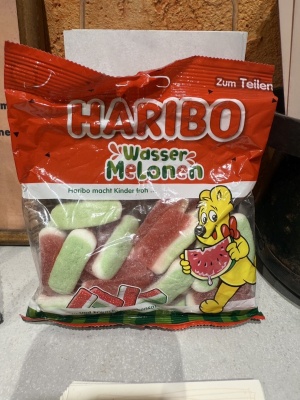 Zum Teilen
HARIBO
Wasser
Melonen
Haribo macht Kinder froh